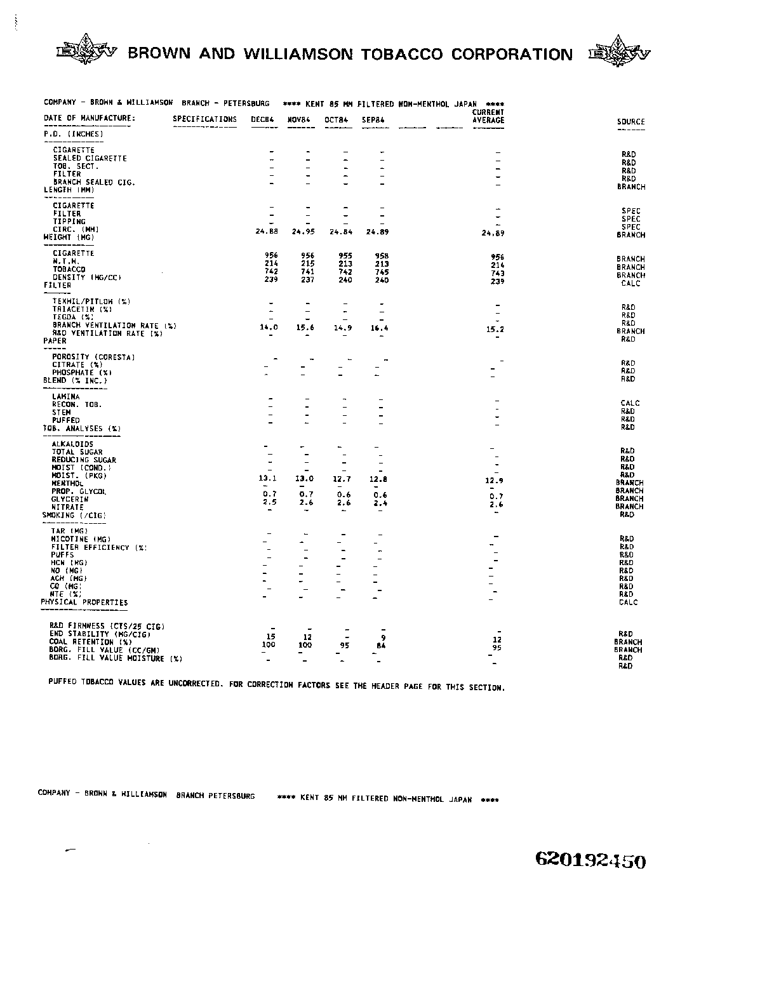 BROWN AND WILLIAMSON TOBACCO CORPORATION
COMPANY - BROWN & WILLIAMSON BRANCH - PETERSBURG **** KENT 85 MM FILTERED NON-MENTHOL JAPAN ****
CURRENT
DATE OF MANUFACTURE: SPECIFICATIONS DEC84 NOV84 OCT84 SEP84 AVERAGE SOURCE
P.D. (INCHES)
CIGARETTE - - - - - R&D
SEALED CIGARETTE - - - - - R&D
TOB. SECT. - - - - - R&D
FILTER - - - - - R&D
BRANCH SEALED CIG. - - - - - BRANCH
LENGTH (MM)
CIGARETTE - - - - - SPEC
FILTER - - - - - SPEC
TIPPING - - - - - SPEC
CIRC. (MM) 24.88 24.95 24.84 24.89 24.89 BRANCH
WEIGHT (MG)
CIGARETTE 956 956 955 958 956 BRANCH
N.T.M. 214 215 213 213 214 BRANCH
TOBACCO 742 741 742 745 743 BRANCH
DENSITY (MG/CC) 239 237 240 240 239 CALC
FILTER
TEXHIL/PITLOH (%) - - - - - R&D
TRIACETIN (%) - - - - - R&D
TEGDA (%) - - - - - R&D
BRANCH VENTILATION RATE (%) 14.0 15.6 14.9 16.4 15.2 BRANCH
R&D VENTILATION RATE (%) - - - - - R&D
PAPER
POROSITY (CORESTA) - - - - - R&D
CITRATE (%) - - - - - R&D
PHOSPHATE (%) - - - - - R&D
BLEND (% INC.)
LAMINA - - - - - CALC
RECON. TOB. - - - - - R&D
STEM - - - - - R&D
PUFFED - - - - - R&D
TOB. ANALYSES (%)
ALKALOIDS - - - - - R&D
TOTAL SUGAR - - - - - R&D
REDUCING SUGAR - - - - - R&D
MOIST (COND.) - - - - - R&D
MOIST. (PKG) 13.1 13.0 12.7 12.8 12.9 BRANCH
MENTHOL - - - - - BRANCH
PROP. GLYCOL 0.7 0.7 0.6 0.6 0.7 BRANCH
GLYCERIN 2.5 2.6 2.6 2.4 2.6 BRANCH
NITRATE - - - - - R&D
SMOKING (/CIG)
TAR (MG) - - - - - R&D
NICOTINE (MG) - - - - - R&D
FILTER EFFICIENCY (%) - - - - - R&D
PUFFS - - - - - R&D
HCN (MG) - - - - - R&D
NO (MG) - - - - - R&D
ACH (MG) - - - - - R&D
CO (MG) - - - - - R&D
NTE (%) - - - - - CALC
PHYSICAL PROPERTIES
R&D FIRMNESS (CTS/25 CIG) - - - - - R&D
END STABILITY (MG/CIG) 15 12 - 9 12 BRANCH
COAL RETENTION (%) 100 100 95 84 95 BRANCH
BORG. FILL VALUE (CC/GM) - - - - - R&D
BORG. FILL VALUE MOISTURE (%) - - - - - R&D
PUFFED TOBACCO VALUES ARE UNCORRECTED. FOR CORRECTION FACTORS SEE THE HEADER PAGE FOR THIS SECTION.
COMPANY - BROWN & WILLIAMSON BRANCH PETERSBURG **** KENT 85 MM FILTERED NON-MENTHOL JAPAN ****
620192450